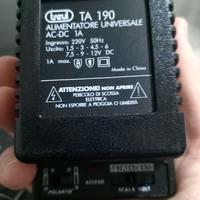 trevi TA 190
ALIMENTATORE UNIVERSALE
AC-DC 1A
Ingresso: 220V 50Hz
Uscite: 1,5 - 3 - 4,5 - 6
7,5 - 9 - 12V DC
1A max.
Made in China
ATTENZIONE! NON APRIRE
PERICOLO DI SCOSSA
ELETTRICA
NON ESPORRE A PIOGGIA O UMIDITÀ
POLARITA'
ACCESO
SCALA VOLT